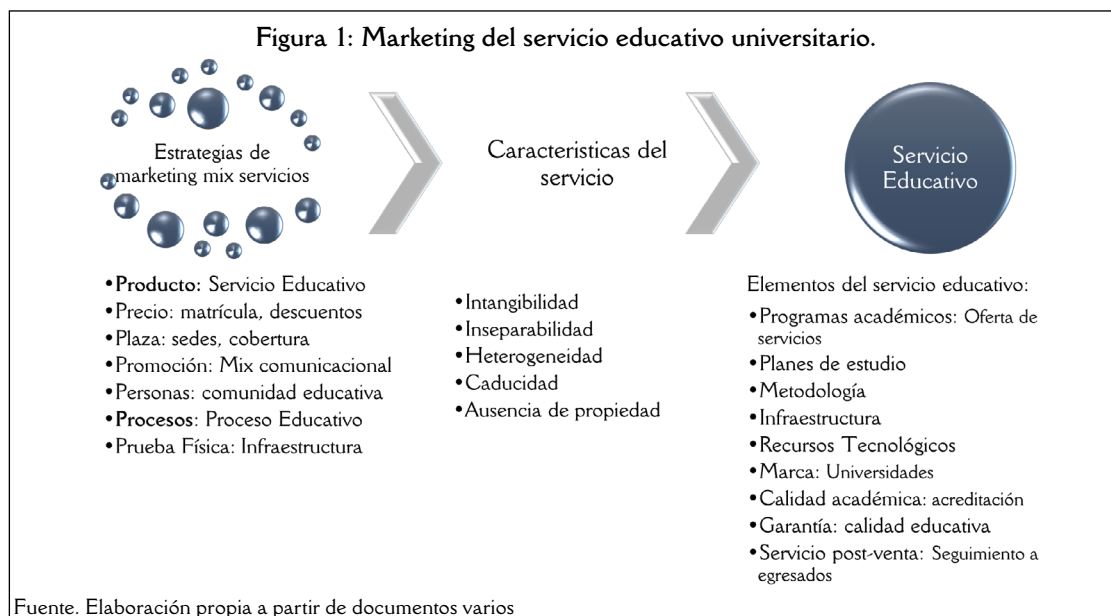 Figura 1: Marketing del servicio educativo universitario.
Estrategias de
marketing mix servicios
Caracteristicas del
servicio
Servicio
Educativo
•Producto: Servicio Educativo
•Precio: matrícula, descuentos
•Plaza: sedes, cobertura
•Promoción: Mix comunicacional
•Personas: comunidad educativa
•Procesos: Proceso Educativo
•Prueba Física: Infraestructura
•Intangibilidad
•Inseparabilidad
•Heterogeneidad
•Caducidad
•Ausencia de propiedad
Elementos del servicio educativo:
•Programas académicos: Oferta de
servicios
•Planes de estudio
•Metodología
•Infraestructura
•Recursos Tecnológicos
•Marca: Universidades
•Calidad académica: acreditación
•Garantía: calidad educativa
•Servicio post-venta: Seguimiento a
egresados
Fuente. Elaboración propia a partir de documentos varios